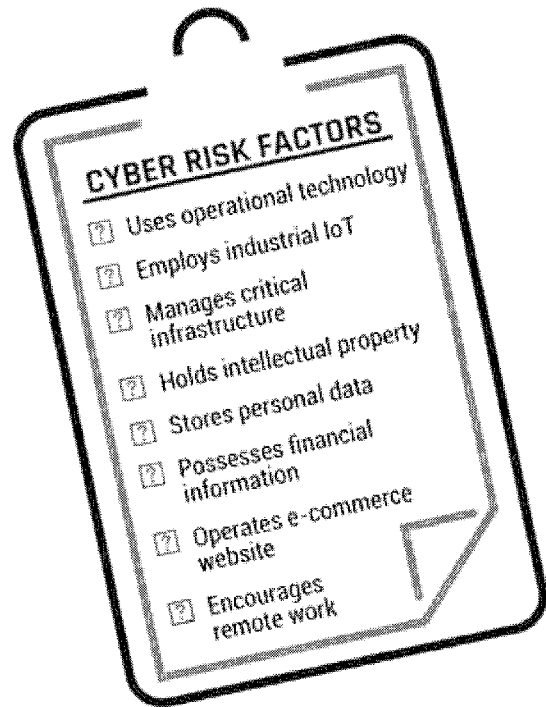 CYBER RISK FACTORS
? Uses operational technology
? Employs industrial IoT
? Manages critical
infrastructure
? Holds intellectual property
? Stores personal data
? Possesses financial
information
? Operates e-commerce
website
? Encourages
remote work